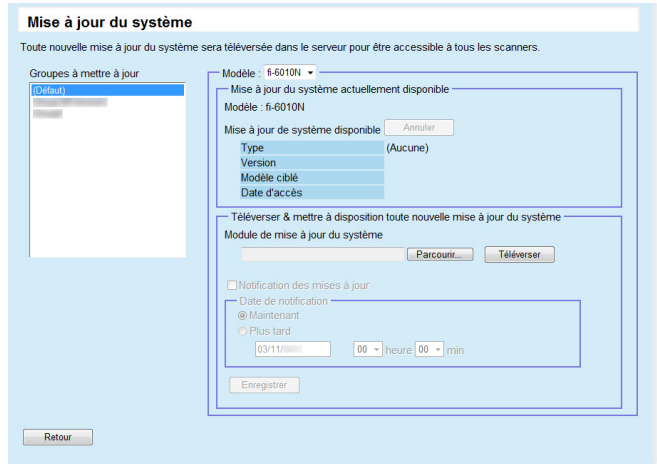 Mise à jour du système
Toute nouvelle mise à jour du système sera téléversée dans le serveur pour être accessible à tous les scanners.
Groupes à mettre à jour
(Défaut)
Modèle : fi-6010N
Mise à jour du système actuellement disponible
Modèle : fi-6010N
Mise à jour de système disponible Annuler
Type (Aucune)
Version
Modèle ciblé
Date d'accès
Téléverser & mettre à disposition toute nouvelle mise à jour du système
Module de mise à jour du système
Parcourir... Téléverser
Notification des mises à jour
Date de notification
Maintenant
Plus tard
03/11/ 00 heure 00 min
Enregistrer
Retour